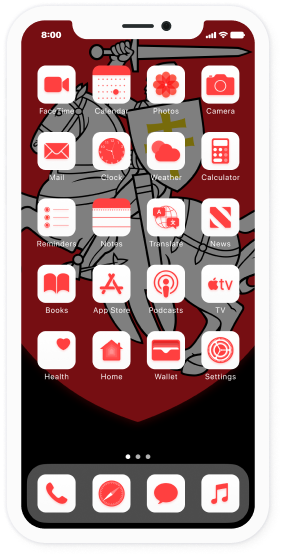 8:00
FaceTime Calendar Photos Camera
Mail Clock Weather Calculator
Reminders Notes Translate News
tv
Books App Store Podcasts TV
Health Home Wallet Settings